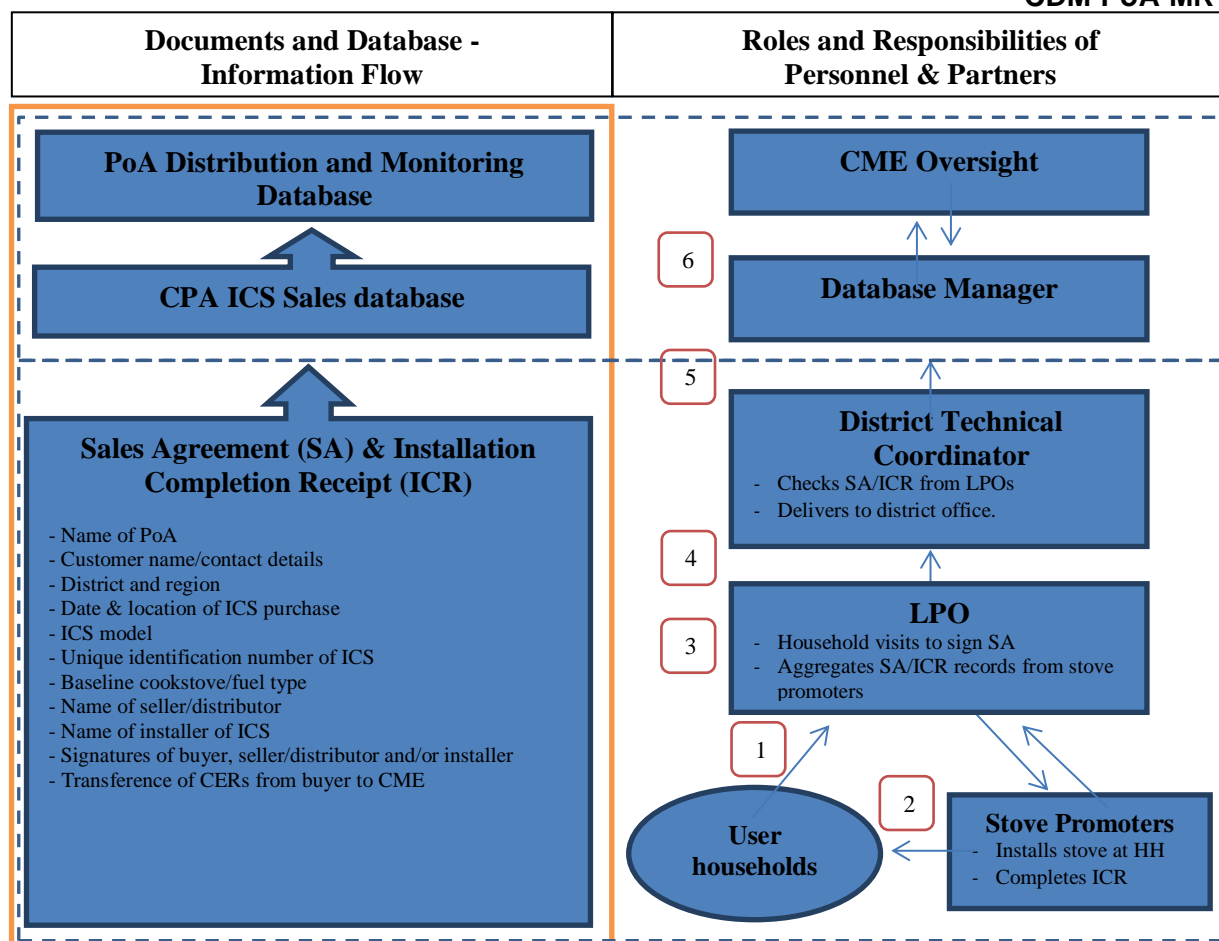 Documents and Database -
Information Flow
Roles and Responsibilities of
Personnel & Partners
PoA Distribution and Monitoring
Database
CPA ICS Sales database
Sales Agreement (SA) & Installation
Completion Receipt (ICR)
- Name of PoA
- Customer name/contact details
- District and region
- Date & location of ICS purchase
- ICS model
- Unique identification number of ICS
- Baseline cookstove/fuel type
- Name of seller/distributor
- Name of installer of ICS
- Signatures of buyer, seller/distributor and/or installer
- Transference of CERs from buyer to CME
CME Oversight
6
Database Manager
5
District Technical
Coordinator
- Checks SA/ICR from LPOs
- Delivers to district office.
4
LPO
3
- Household visits to sign SA
- Aggregates SA/ICR records from stove
promoters
1
2
User
households
Stove Promoters
- Installs stove at HH
- Completes ICR